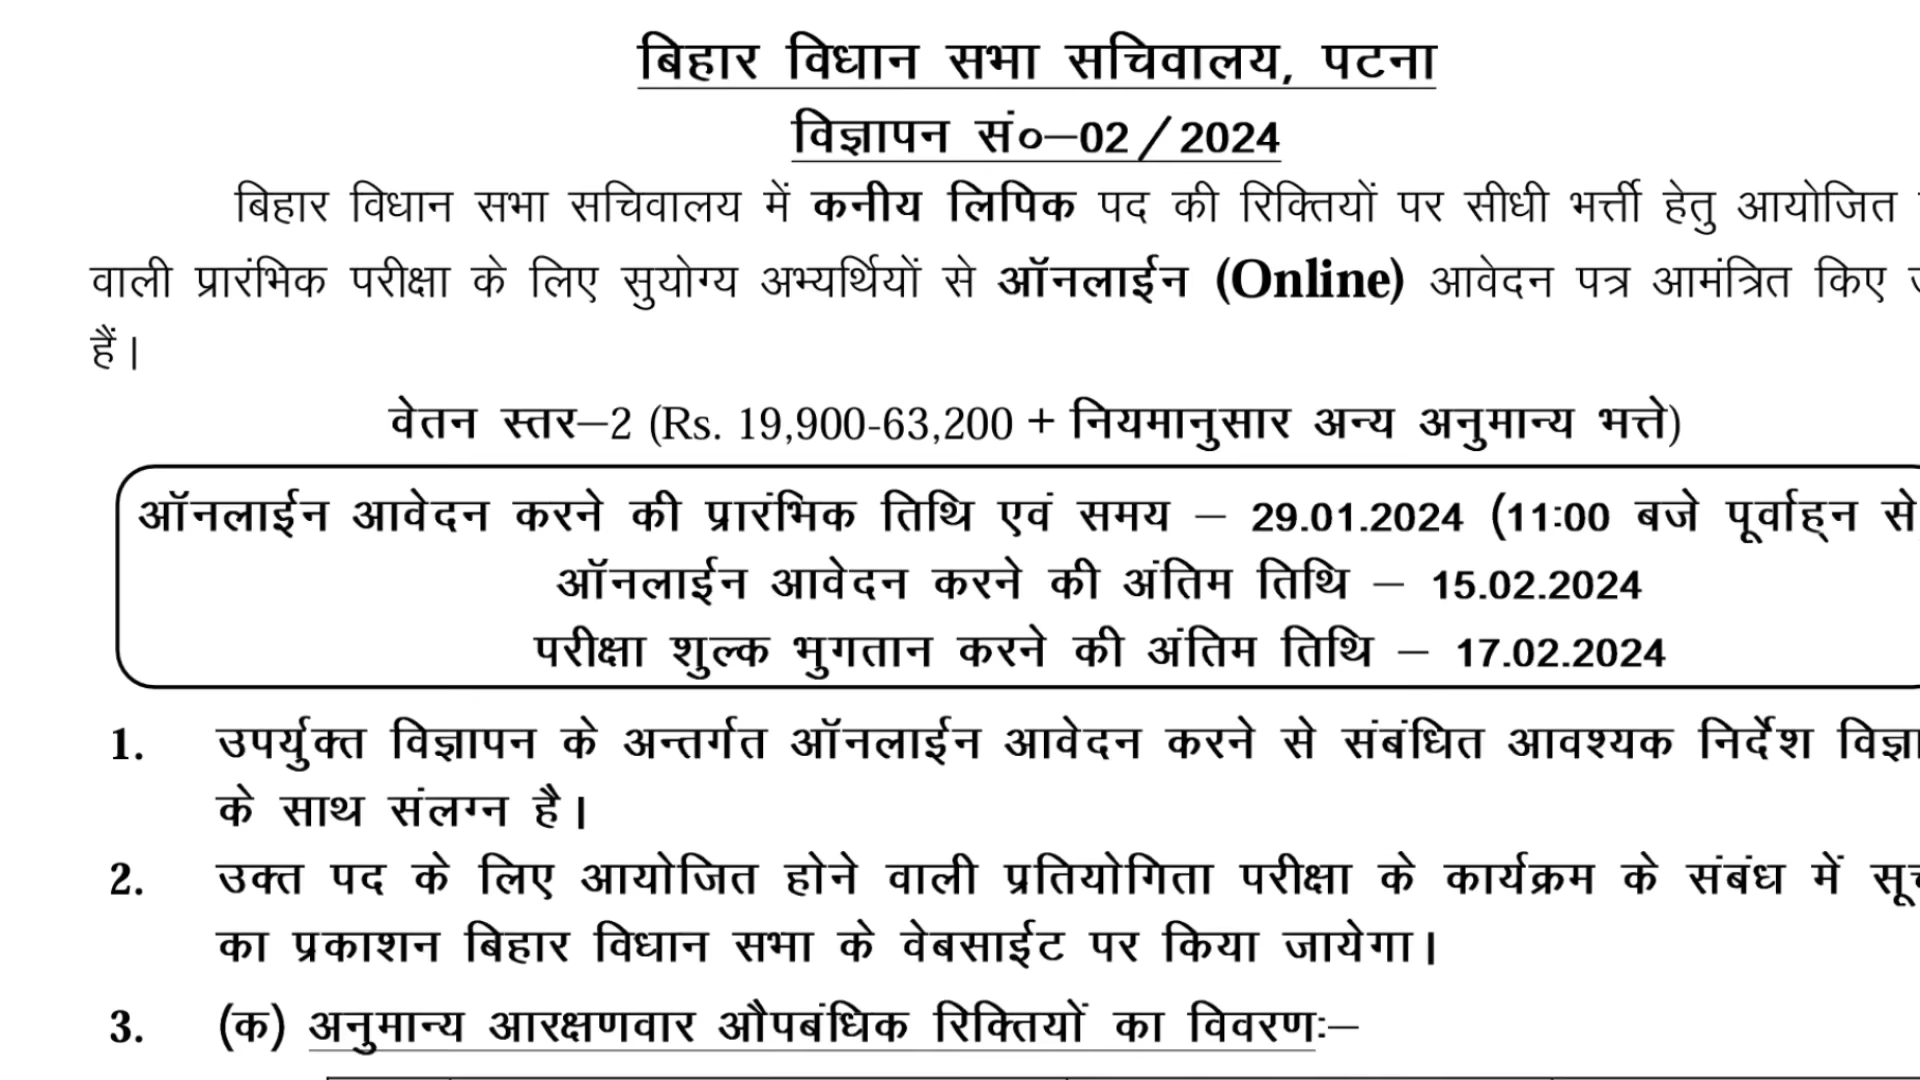 बिहार विधान सभा सचिवालय, पटना
विज्ञापन सं०–02/2024
बिहार विधान सभा सचिवालय में कनीय लिपिक पद की रिक्तियों पर सीधी भर्त्ती हेतु आयोजित
वाली प्रारंभिक परीक्षा के लिए सुयोग्य अभ्यर्थियों से ऑनलाईन (Online) आवेदन पत्र आमंत्रित किए
हैं।
वेतन स्तर–2 (Rs. 19,900-63,200 + नियमानुसार अन्य अनुमान्य भत्ते)
ऑनलाईन आवेदन करने की प्रारंभिक तिथि एवं समय – 29.01.2024 (11:00 बजे पूर्वाह्न से
ऑनलाईन आवेदन करने की अंतिम तिथि – 15.02.2024
परीक्षा शुल्क भुगतान करने की अंतिम तिथि – 17.02.2024
1. उपर्युक्त विज्ञापन के अन्तर्गत ऑनलाईन आवेदन करने से संबंधित आवश्यक निर्देश
के साथ संलग्न है।
2. उक्त पद के लिए आयोजित होने वाली प्रतियोगिता परीक्षा के कार्यक्रम के संबंध में
का प्रकाशन बिहार विधान सभा के वेबसाईट पर किया जायेगा।
3. (क) अनुमान्य आरक्षणवार औपबंधिक रिक्तियों का विवरणः–